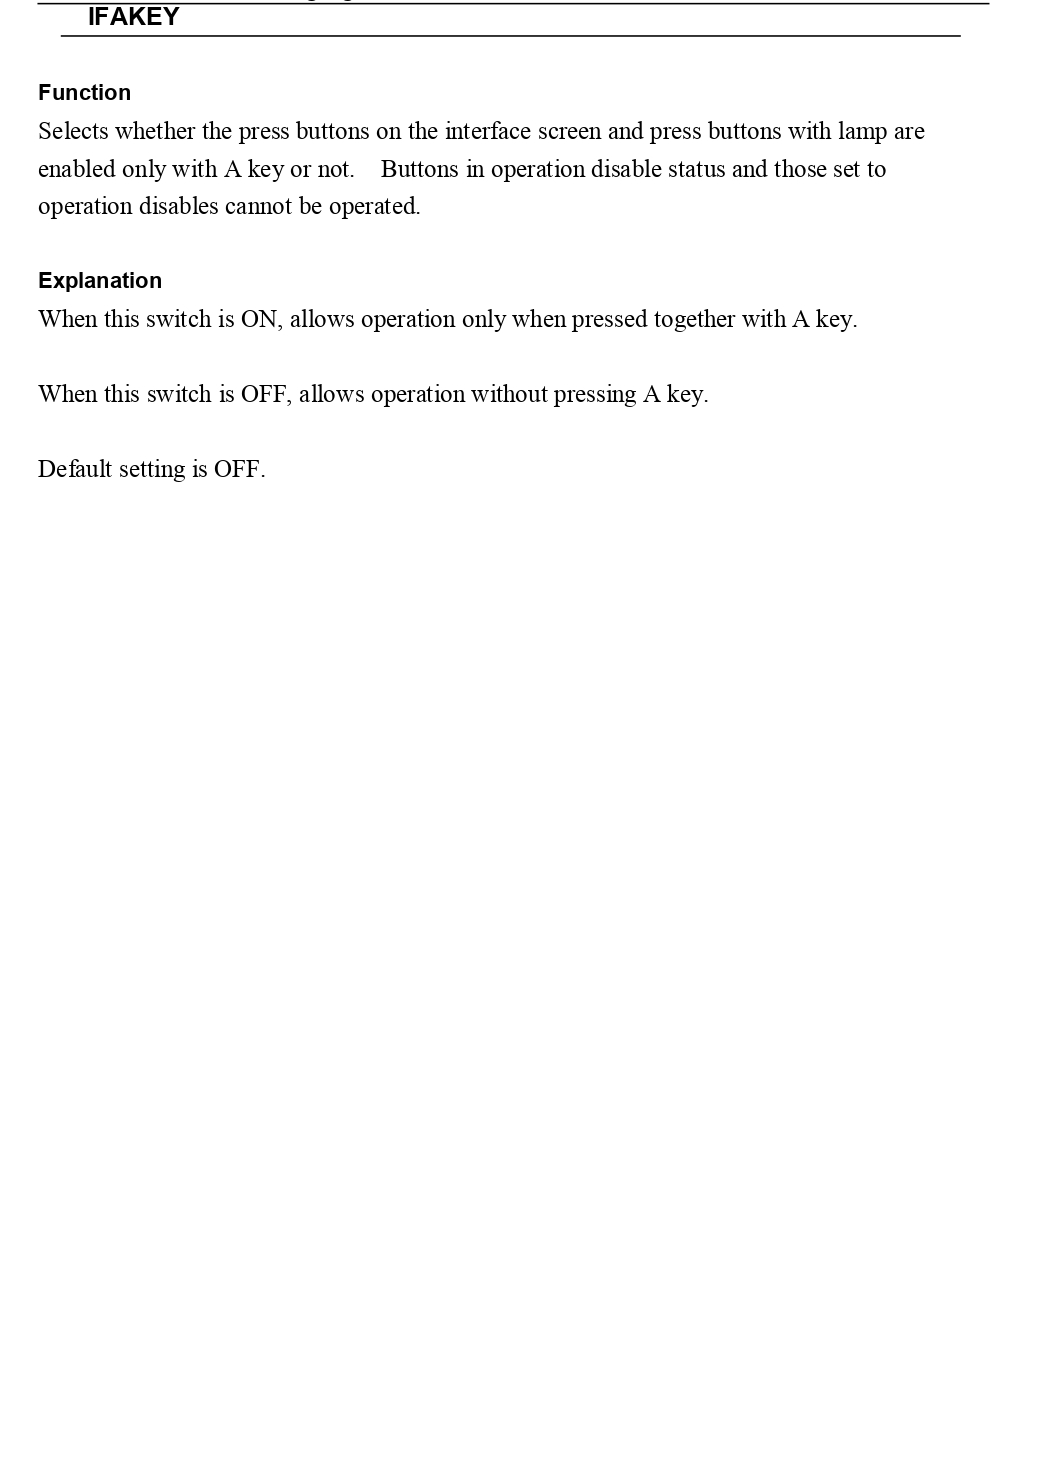 IFAKEY
Function
Selects whether the press buttons on the interface screen and press buttons with lamp are
enabled only with A key or not.    Buttons in operation disable status and those set to
operation disables cannot be operated.
Explanation
When this switch is ON, allows operation only when pressed together with A key.
When this switch is OFF, allows operation without pressing A key.
Default setting is OFF.